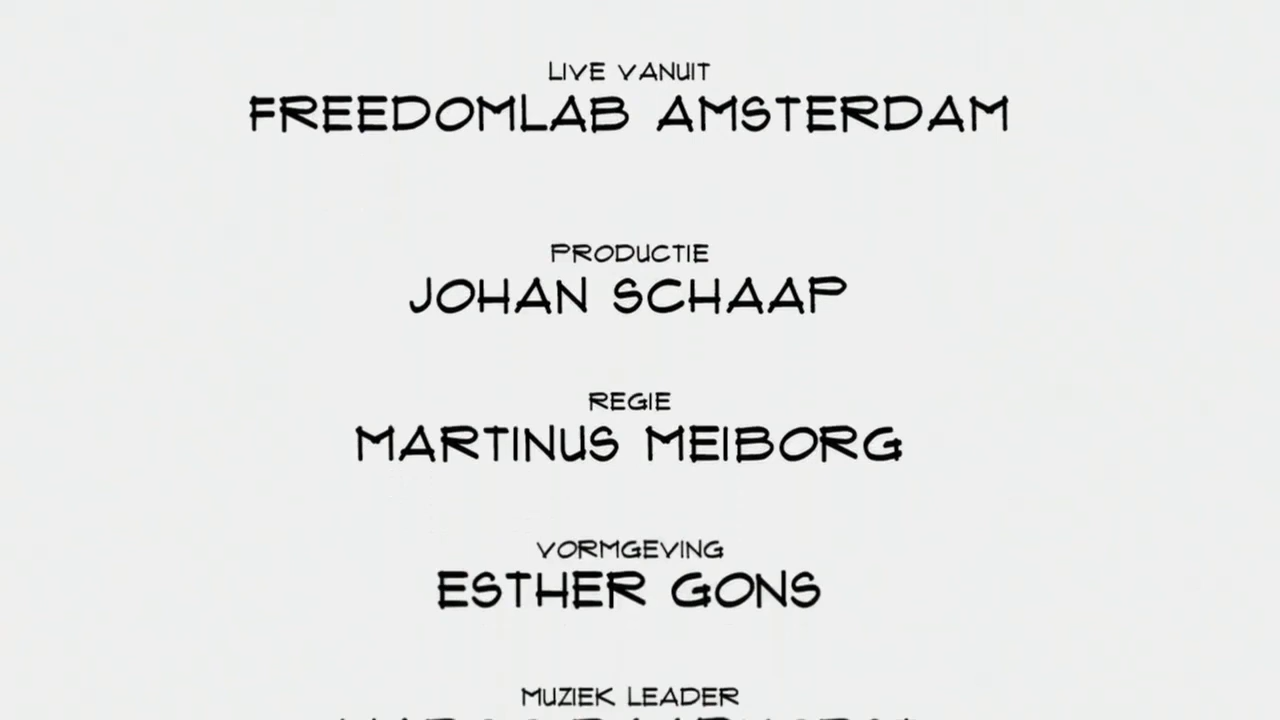 LIVE VANUIT
FREEDOMLAB AMSTERDAM
PRODUCTIE
JOHAN SCHAAP
REGIE
MARTINUS MEIBORG
VORMGEVING
ESTHER GONS
MUZIEK LEADER